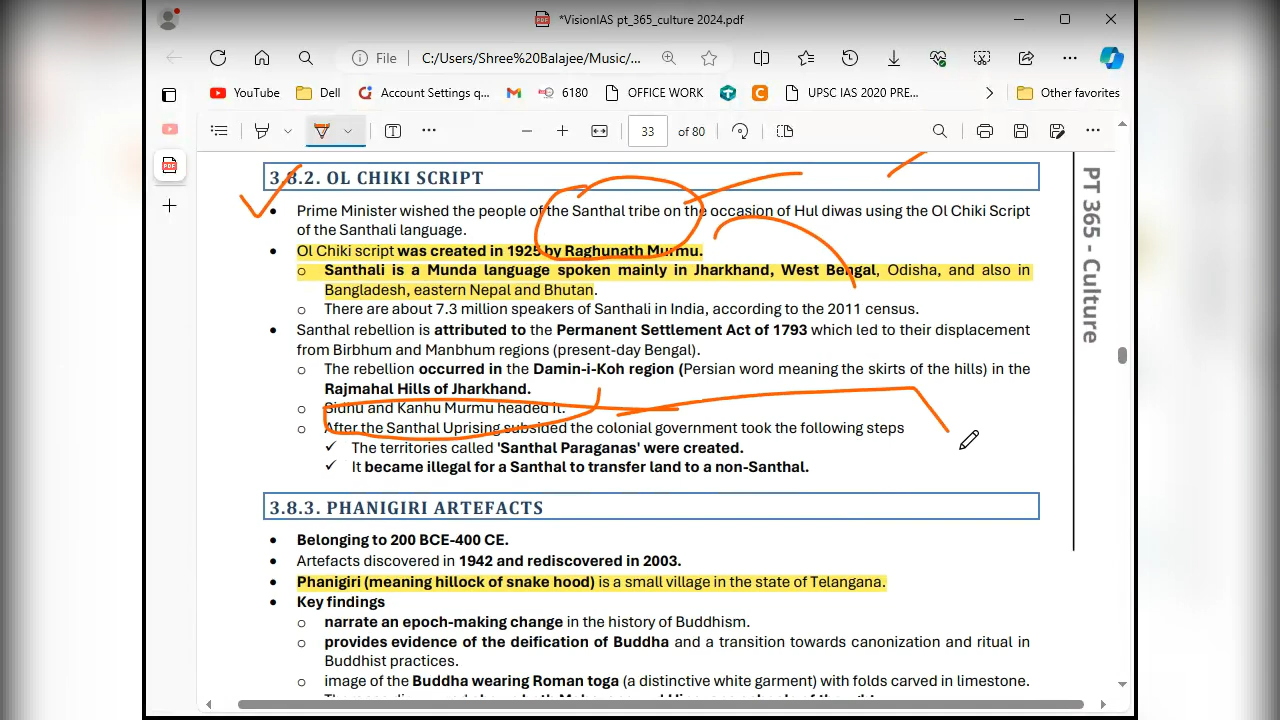 *VisionIAS pt_365_culture 2024.pdf
File C:/Users/Shree%20Balajee/Music/...
YouTube Dell Account Settings q... 6180 OFFICE WORK UPSC IAS 2020 PRE... Other favorites
33 of 80
3.8.2. OL CHIKI SCRIPT
• Prime Minister wished the people of the Santhal tribe on the occasion of Hul diwas using the Ol Chiki Script
of the Santhali language.
• Ol Chiki script was created in 1925 by Raghunath Murmu.
o Santhali is a Munda language spoken mainly in Jharkhand, West Bengal, Odisha, and also in
Bangladesh, eastern Nepal and Bhutan.
o There are about 7.3 million speakers of Santhali in India, according to the 2011 census.
• Santhal rebellion is attributed to the Permanent Settlement Act of 1793 which led to their displacement
from Birbhum and Manbhum regions (present-day Bengal).
o The rebellion occurred in the Damin-i-Koh region (Persian word meaning the skirts of the hills) in the
Rajmahal Hills of Jharkhand.
o Sidhu and Kanhu Murmu headed it.
o After the Santhal Uprising subsided the colonial government took the following steps
✓ The territories called 'Santhal Paraganas' were created.
✓ It became illegal for a Santhal to transfer land to a non-Santhal.
3.8.3. PHANIGIRI ARTEFACTS
• Belonging to 200 BCE-400 CE.
• Artefacts discovered in 1942 and rediscovered in 2003.
• Phanigiri (meaning hillock of snake hood) is a small village in the state of Telangana.
• Key findings
o narrate an epoch-making change in the history of Buddhism.
o provides evidence of the deification of Buddha and a transition towards canonization and ritual in
Buddhist practices.
o image of the Buddha wearing Roman toga (a distinctive white garment) with folds carved in limestone.
PT 365 - Culture